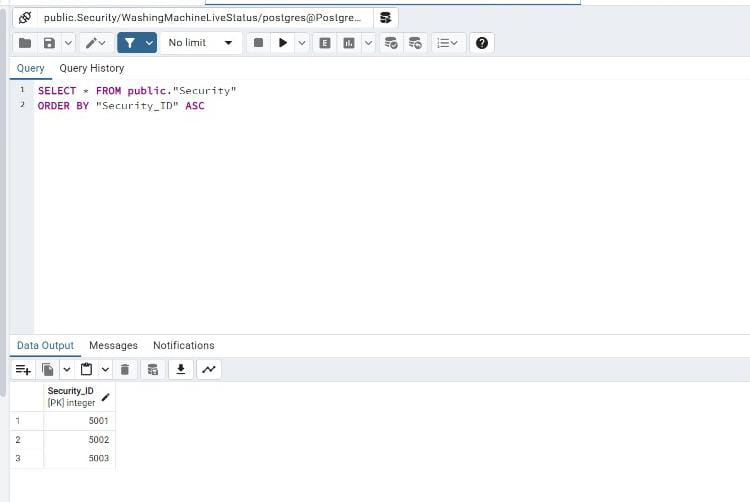 public.Security/WashingMachineLiveStatus/postgres@Postgre...
No limit
E
Query Query History
1 SELECT * FROM public."Security"
2 ORDER BY "Security_ID" ASC
Data Output Messages Notifications
Security_ID
[PK] integer
1 5001
2 5002
3 5003